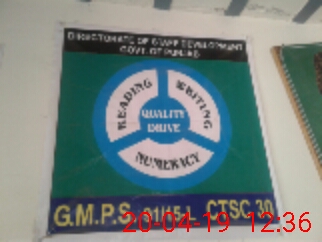 DIRECTORATE OF STAFF DEVELOPMENT
GOVT. OF PUNJAB
READING
WRITING
QUALITY
DRIVE
NUMERACY
G.M.P.S. CTSC 30
20-04-19 12:36